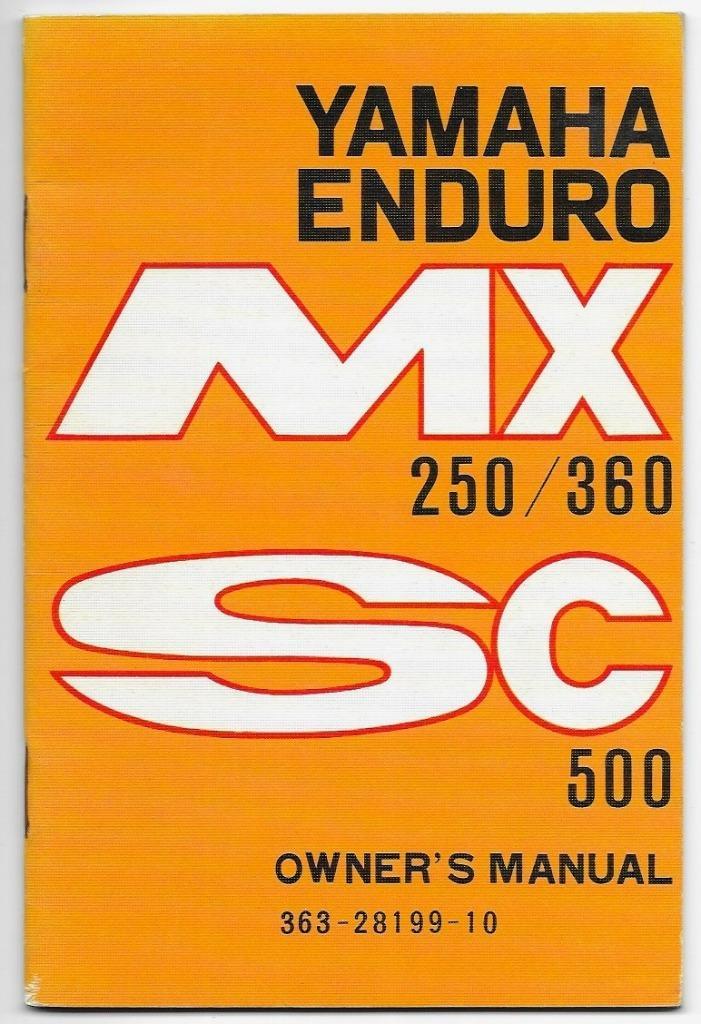 YAMAHA
ENDURO
MX
250/360
SC
500
OWNER'S MANUAL
363-28199-10